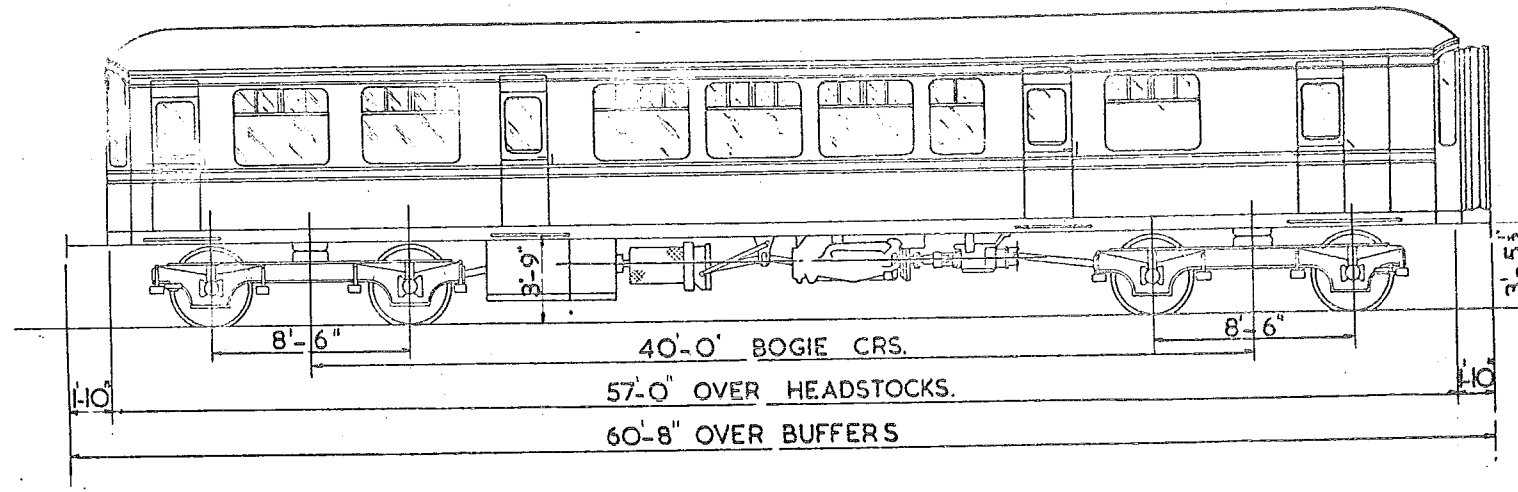 3'-9"
3'-5½"
8'-6"
40'-0" BOGIE CRS.
8'-6"
1'-10"
57'-0" OVER HEADSTOCKS.
1'-10"
60'-8" OVER BUFFERS